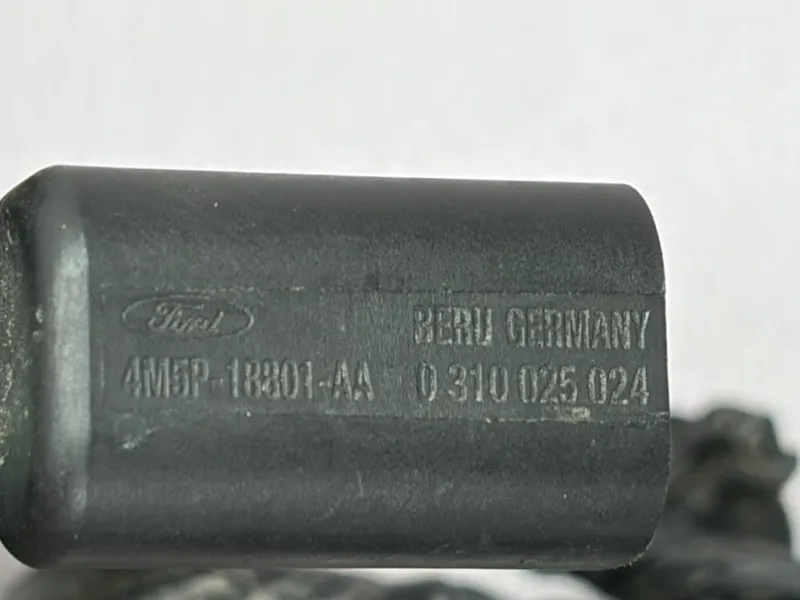 Ford
4M5P-18801-AA
BERU GERMANY
0 310 025 024